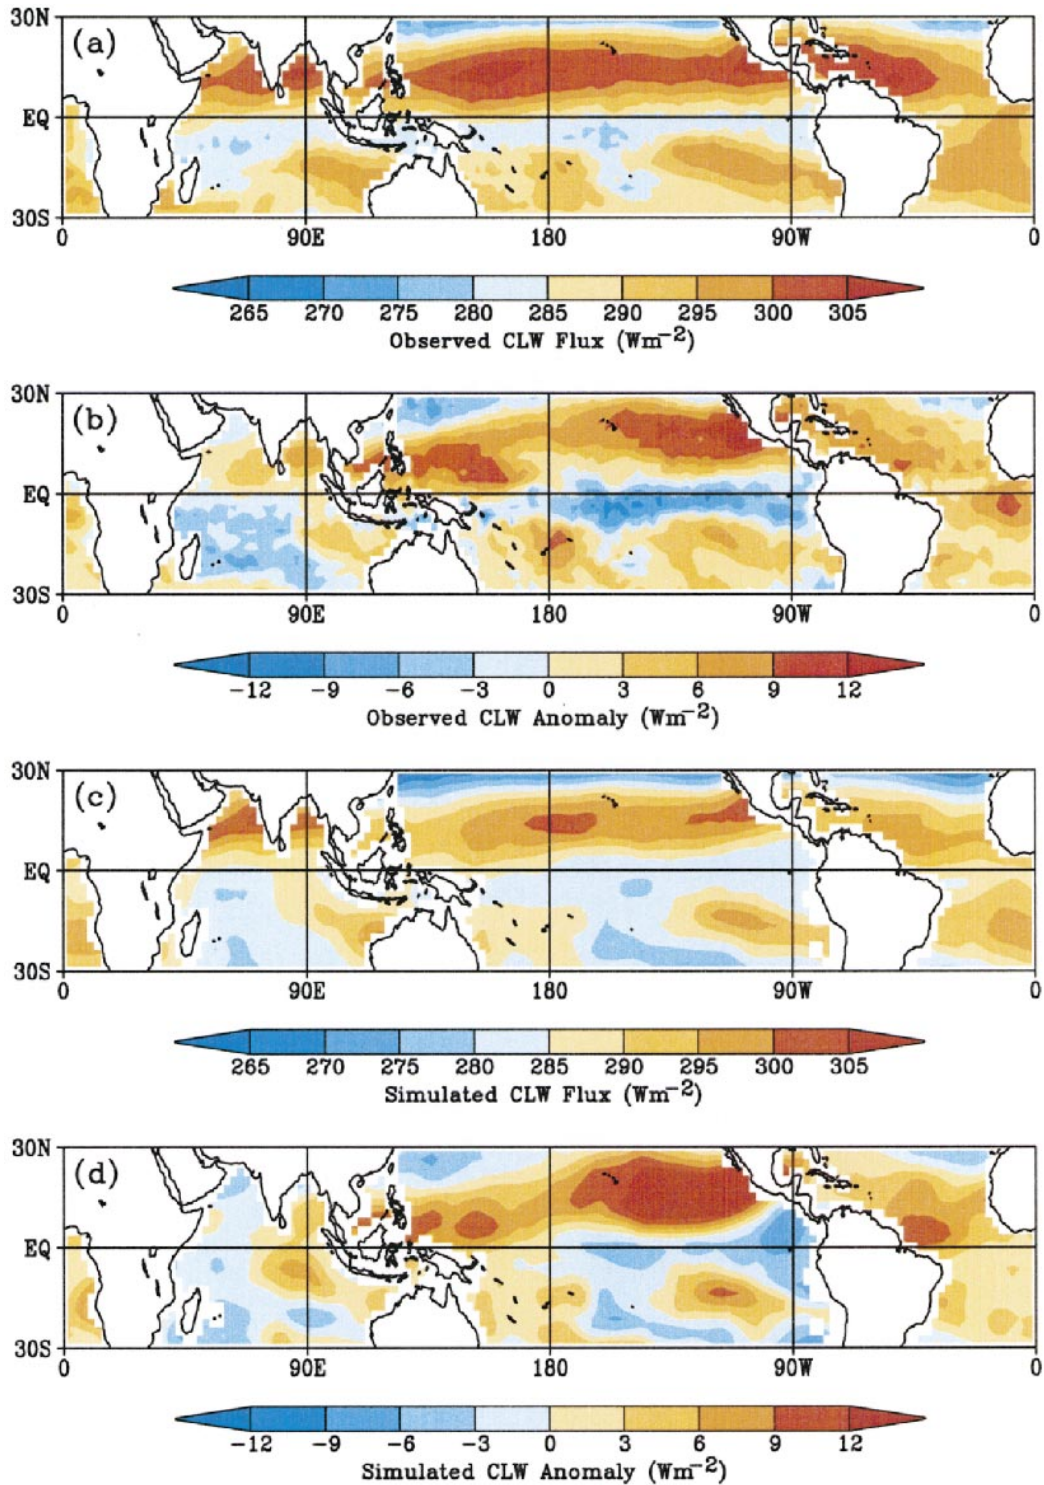 30N
(a)
EQ
30S
0 90E 180 90W 0
265 270 275 280 285 290 295 300 305
Observed CLW Flux (Wm⁻²)
30N
(b)
EQ
30S
0 90E 180 90W 0
−12 −9 −6 −3 0 3 6 9 12
Observed CLW Anomaly (Wm⁻²)
30N
(c)
EQ
30S
0 90E 180 90W 0
265 270 275 280 285 290 295 300 305
Simulated CLW Flux (Wm⁻²)
30N
(d)
EQ
30S
0 90E 180 90W 0
−12 −9 −6 −3 0 3 6 9 12
Simulated CLW Anomaly (Wm⁻²)